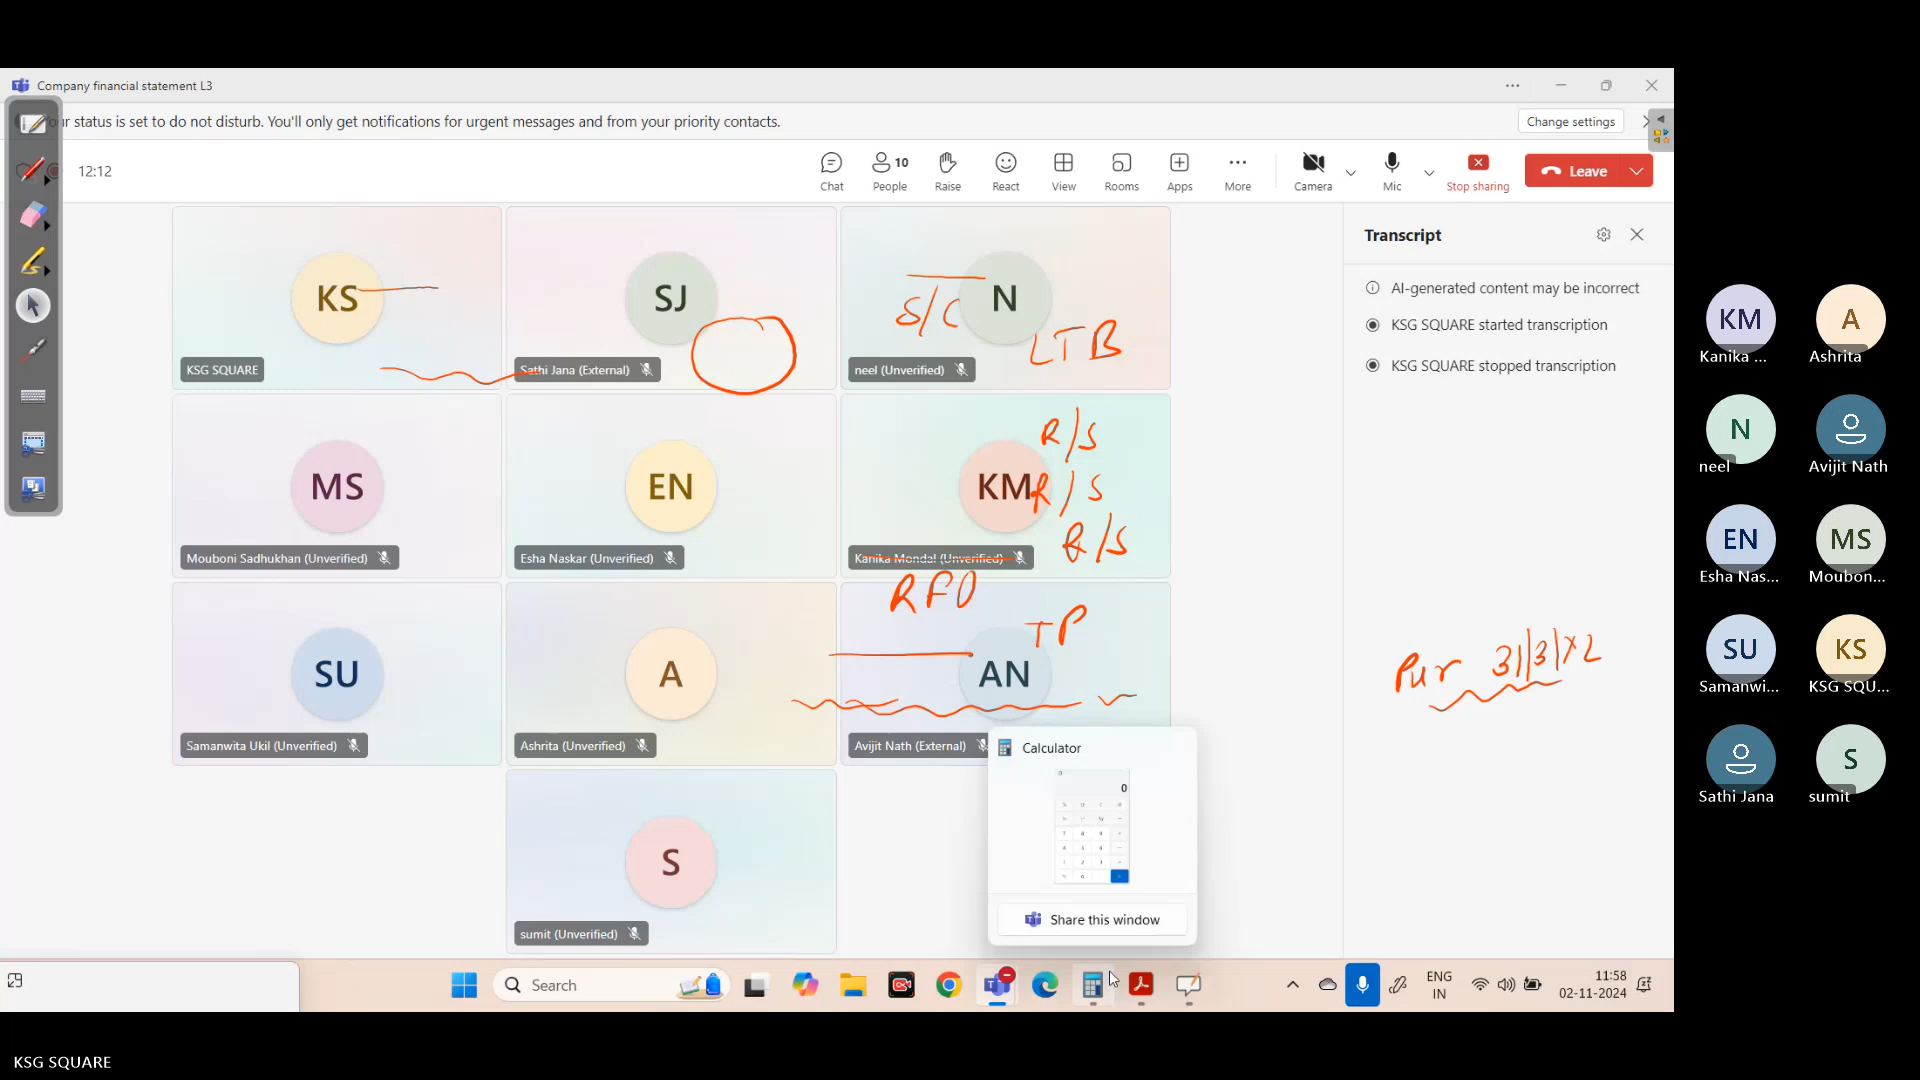 Company financial statement L3
our status is set to do not disturb. You'll only get notifications for urgent messages and from your priority contacts.
Change settings
12:12
Chat
People 10
Raise
React
View
Rooms
Apps
More
Camera
Mic
Stop sharing
Leave
KS
KSG SQUARE
SJ
Sathi Jana (External)
N
S/C
LTB
neel (Unverified)
MS
Mouboni Sadhukhan (Unverified)
EN
Esha Naskar (Unverified)
KM
R/S
R/S
R/S
Kanika Mondal (Unverified)
SU
Samanwita Ukil (Unverified)
A
Ashrita (Unverified)
RFO
TP
AN
Avijit Nath (External)
S
sumit (Unverified)
Transcript
AI-generated content may be incorrect
KSG SQUARE started transcription
KSG SQUARE stopped transcription
Pur 31/3/X2
Calculator
0
Share this window
Search
ENG
IN
11:58
02-11-2024
KM
Kanika ...
A
Ashrita
N
neel
Avijit Nath
EN
Esha Nas...
MS
Moubon...
SU
Samanwi...
KS
KSG SQU...
Sathi Jana
S
sumit
KSG SQUARE